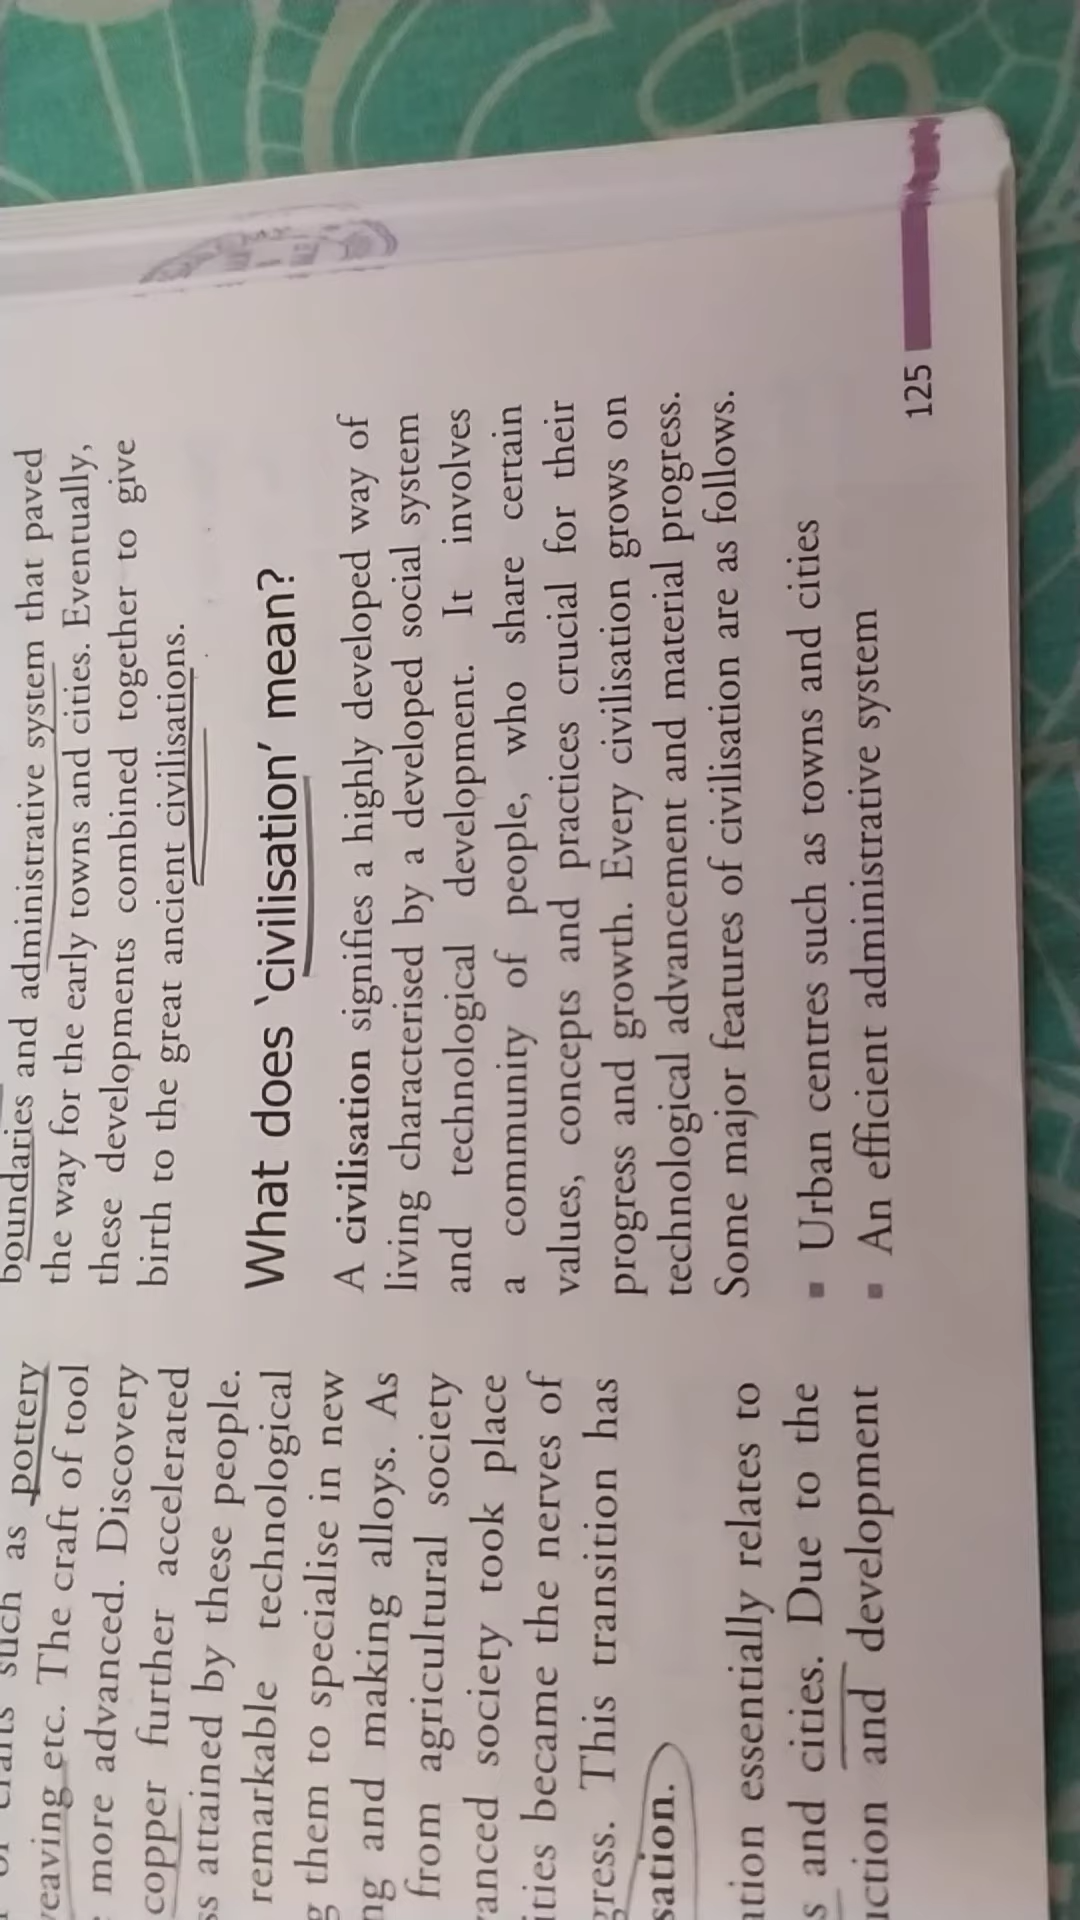 such as pottery
weaving etc. The craft of tool
more advanced. Discovery
copper further accelerated
attained by these people.
remarkable technological
them to specialise in new
and making alloys. As
from agricultural society
society took place
became the nerves of
This transition has
essentially relates to
and cities. Due to the
and development
boundaries and administrative system that paved
the way for the early towns and cities. Eventually,
these developments combined together to give
birth to the great ancient civilisations.
What does 'civilisation' mean?
A civilisation signifies a highly developed way of
living characterised by a developed social system
and technological development. It involves
a community of people, who share certain
values, concepts and practices crucial for their
progress and growth. Every civilisation grows on
technological advancement and material progress.
Some major features of civilisation are as follows.
▪ Urban centres such as towns and cities
▪ An efficient administrative system
125